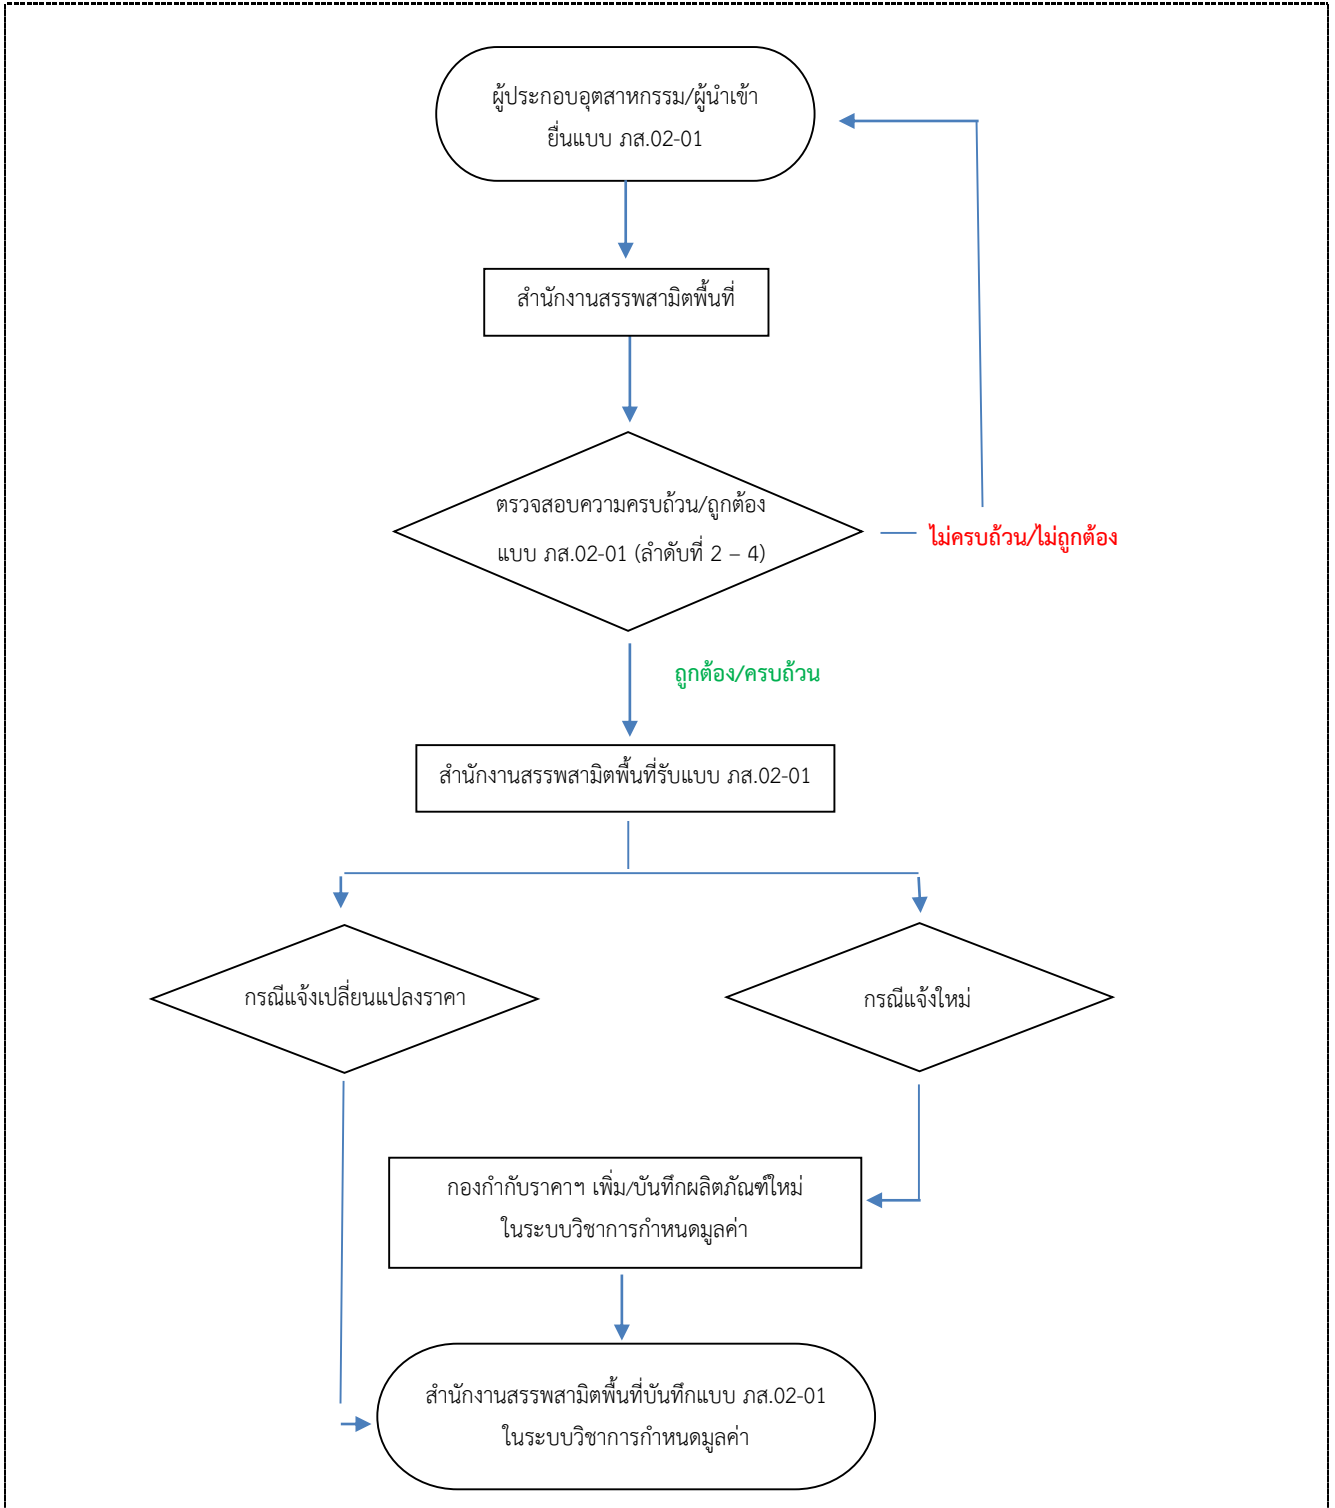 ผู้ประกอบอุตสาหกรรม/ผู้นำเข้า
ยื่นแบบ ภส.02-01
สำนักงานสรรพสามิตพื้นที่
ตรวจสอบความครบถ้วน/ถูกต้อง
แบบ ภส.02-01 (ลำดับที่ 2 – 4)
ไม่ครบถ้วน/ไม่ถูกต้อง
ถูกต้อง/ครบถ้วน
สำนักงานสรรพสามิตพื้นที่รับแบบ ภส.02-01
กรณีแจ้งเปลี่ยนแปลงราคา
กรณีแจ้งใหม่
กองกำกับราคาฯ เพิ่ม/บันทึกผลิตภัณฑ์ใหม่
ในระบบวิชาการกำหนดมูลค่า
สำนักงานสรรพสามิตพื้นที่บันทึกแบบ ภส.02-01
ในระบบวิชาการกำหนดมูลค่า